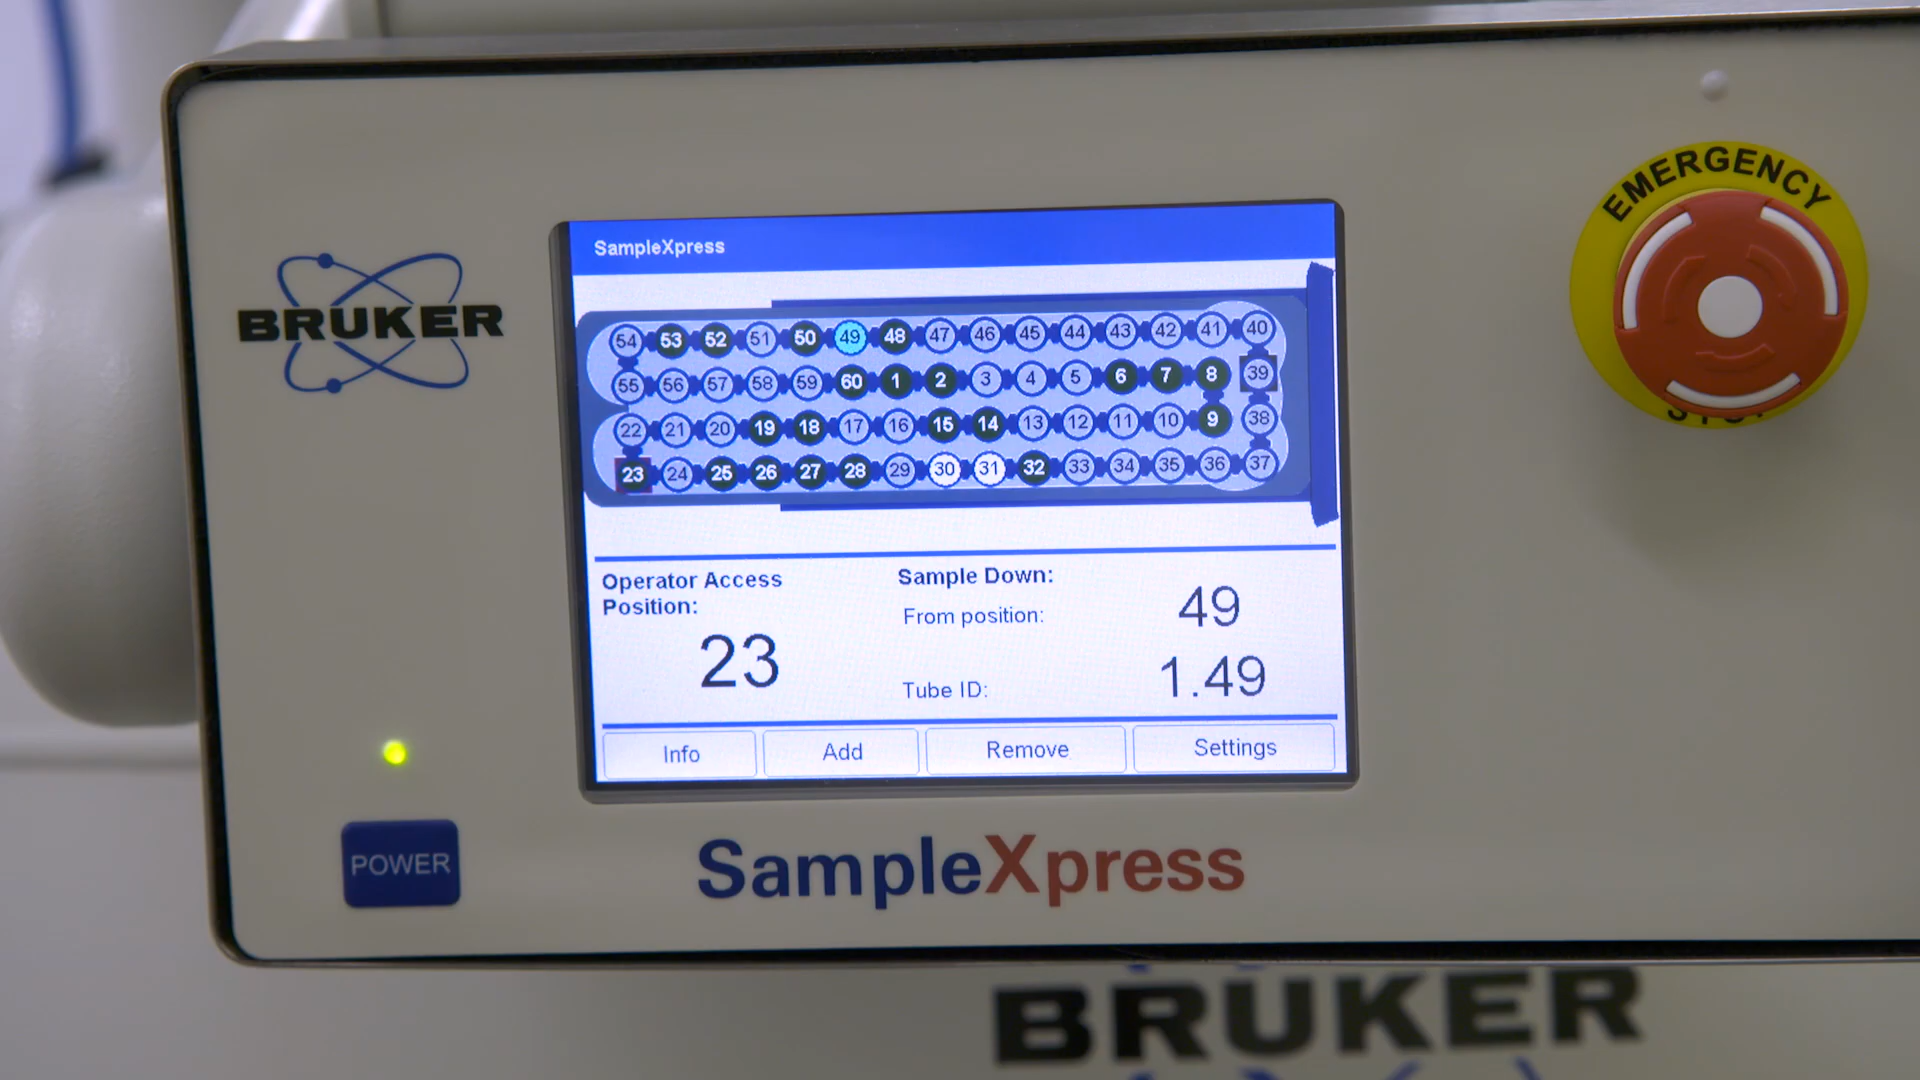 EMERGENCY
STOP
BRUKER
SampleXpress
54 53 52 51 50 49 48 47 46 45 44 43 42 41 40
55 56 57 58 59 60 1 2 3 4 5 6 7 8 39
22 21 20 19 18 17 16 15 14 13 12 11 10 9 38
23 24 25 26 27 28 29 30 31 32 33 34 35 36 37
Operator Access
Position:
23
Sample Down:
From position: 49
Tube ID: 1.49
Info Add Remove Settings
POWER
SampleXpress
BRUKER